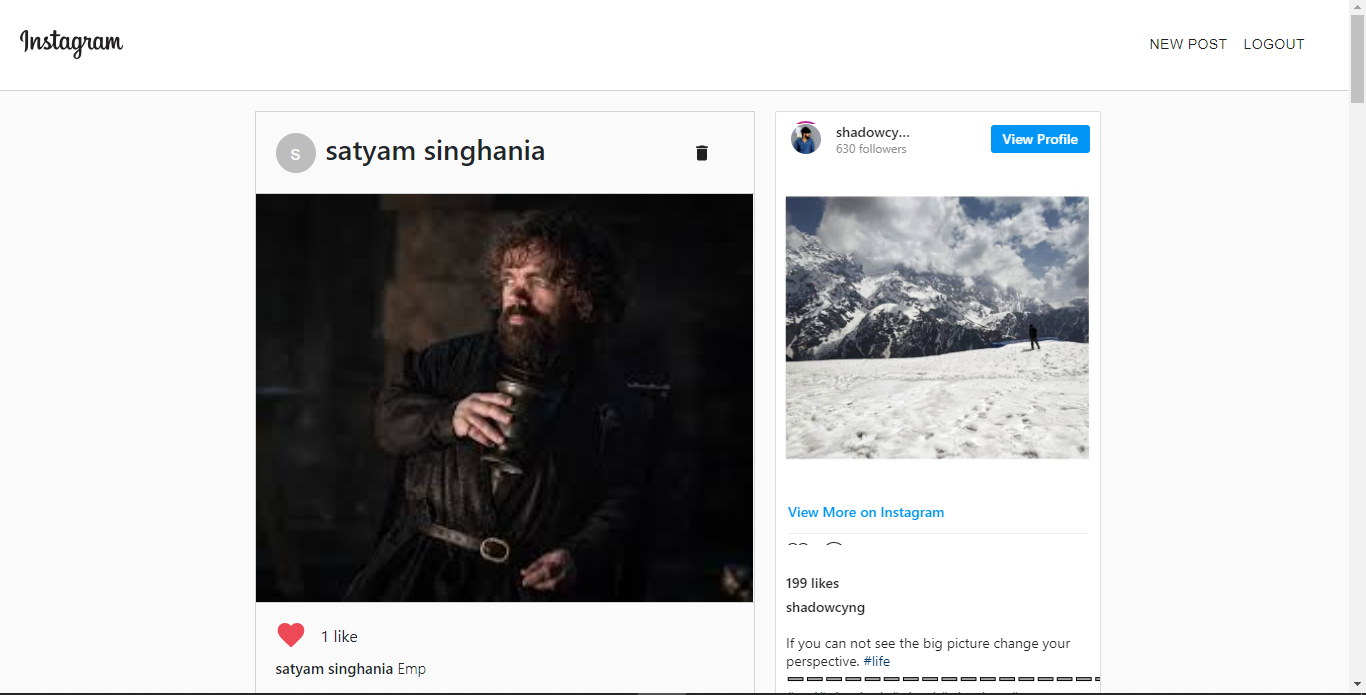 Instagram
NEW POST LOGOUT
S
satyam singhania
1 like
satyam singhania Emp
shadowcy...
630 followers
View Profile
View More on Instagram
199 likes
shadowcyng
If you can not see the big picture change your
perspective. #life